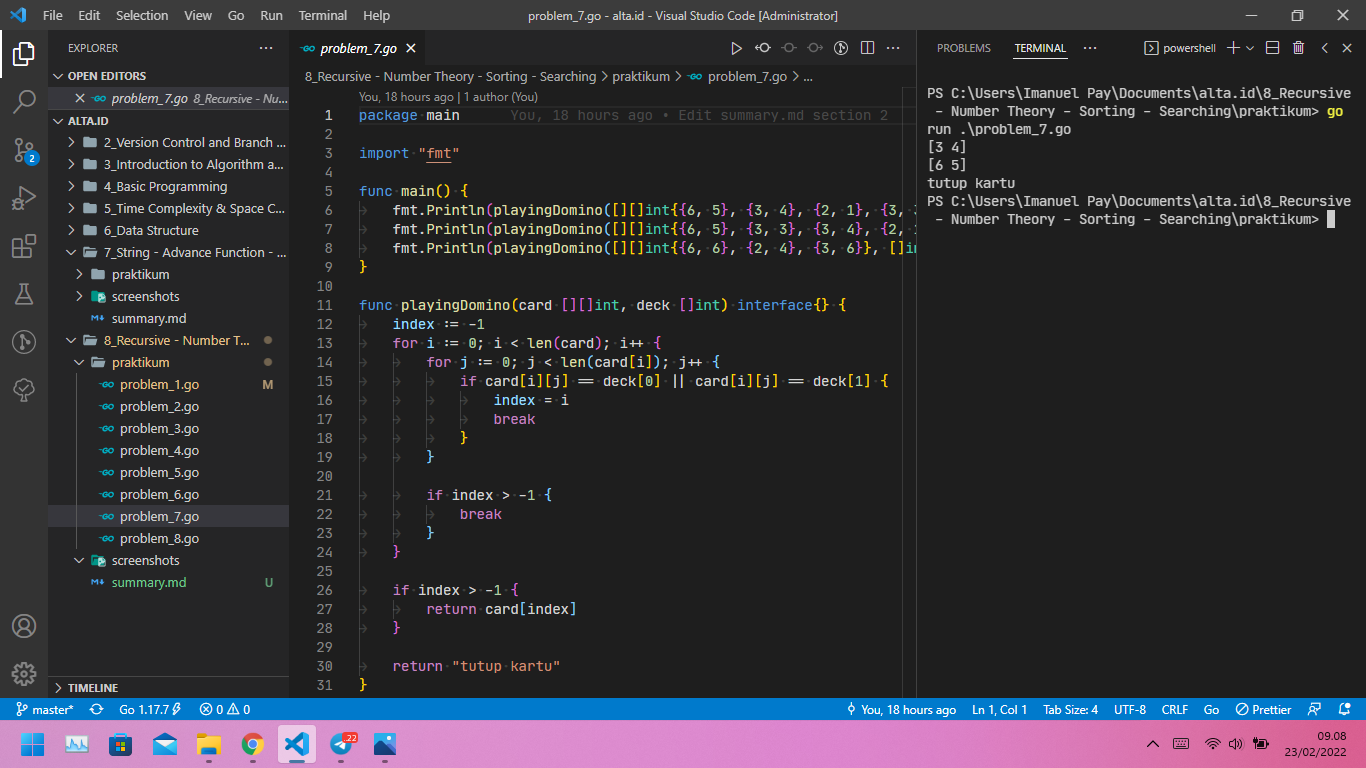 File Edit Selection View Go Run Terminal Help
problem_7.go - alta.id - Visual Studio Code [Administrator]
EXPLORER
OPEN EDITORS
problem_7.go 8_Recursive - Nu...
ALTA.ID
2_Version Control and Branch ...
3_Introduction to Algorithm a...
4_Basic Programming
5_Time Complexity & Space C...
6_Data Structure
7_String - Advance Function - ...
praktikum
screenshots
summary.md
8_Recursive - Number T...
praktikum
problem_1.go M
problem_2.go
problem_3.go
problem_4.go
problem_5.go
problem_6.go
problem_7.go
problem_8.go
screenshots
summary.md U
TIMELINE
2
problem_7.go
8_Recursive - Number Theory - Sorting - Searching > praktikum > problem_7.go > ...
You, 18 hours ago | 1 author (You)
1 package main You, 18 hours ago • Edit summary.md section 2
2
3 import "fmt"
4
5 func main() {
6 fmt.Println(playingDomino([][]int{{6, 5}, {3, 4}, {2, 1}, {3, 3
7 fmt.Println(playingDomino([][]int{{6, 5}, {3, 3}, {3, 4}, {2, 1
8 fmt.Println(playingDomino([][]int{{6, 6}, {2, 4}, {3, 6}}, []in
9 }
10
11 func playingDomino(card [][]int, deck []int) interface{} {
12 index := -1
13 for i := 0; i < len(card); i++ {
14 for j := 0; j < len(card[i]); j++ {
15 if card[i][j] == deck[0] || card[i][j] == deck[1] {
16 index = i
17 break
18 }
19 }
20
21 if index > -1 {
22 break
23 }
24 }
25
26 if index > -1 {
27 return card[index]
28 }
29
30 return "tutup kartu"
31 }
PROBLEMS TERMINAL powershell
PS C:\Users\Imanuel Pay\Documents\alta.id\8_Recursive
- Number Theory - Sorting - Searching\praktikum> go
run .\problem_7.go
[3 4]
[6 5]
tutup kartu
PS C:\Users\Imanuel Pay\Documents\alta.id\8_Recursive
- Number Theory - Sorting - Searching\praktikum>
master* Go 1.17.7 0 0 You, 18 hours ago Ln 1, Col 1 Tab Size: 4 UTF-8 CRLF Go Prettier
22
09.08
23/02/2022